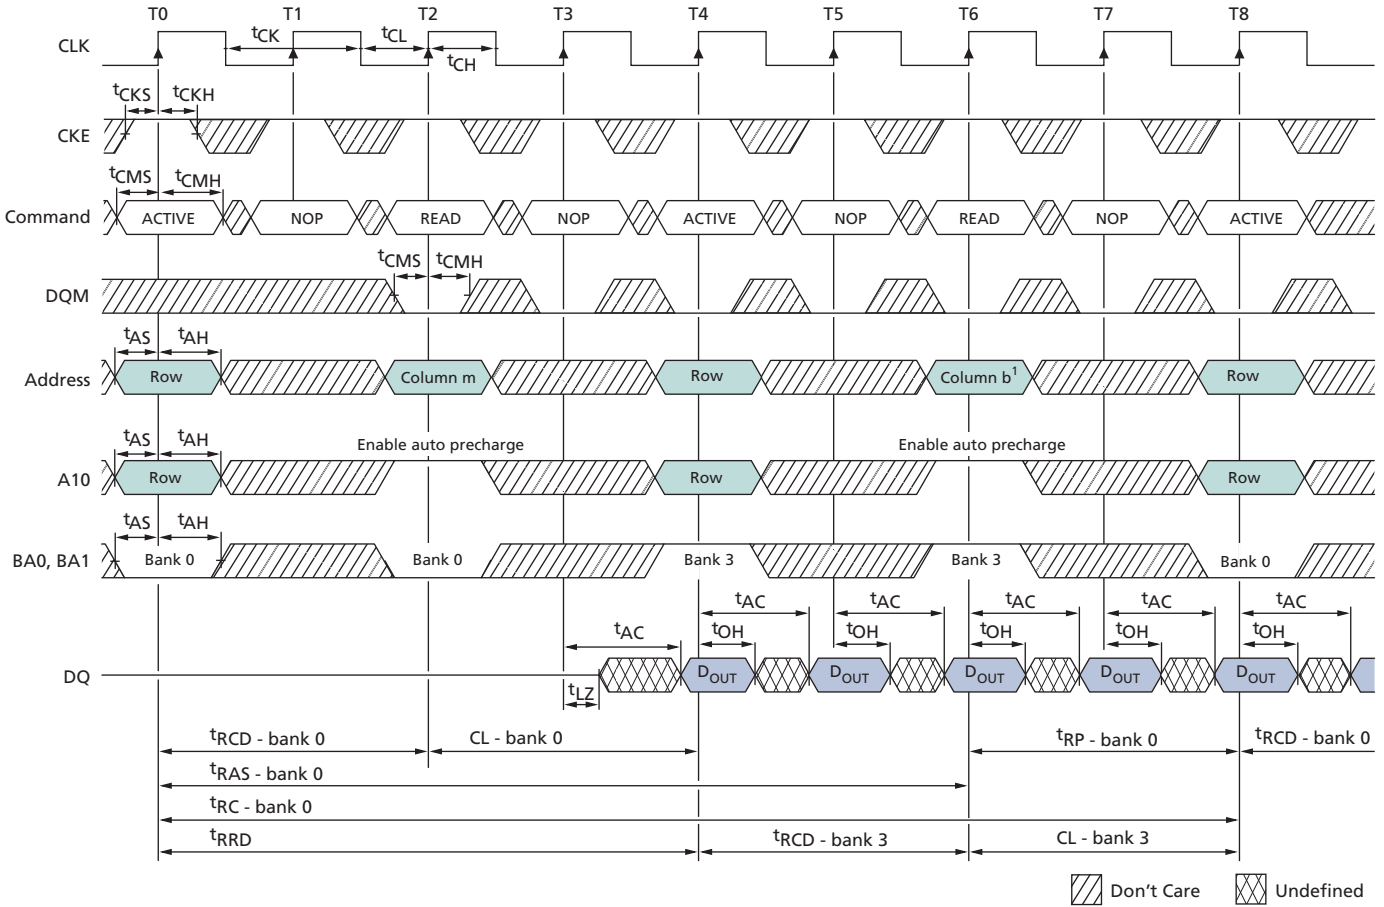 T0 T1 T2 T3 T4 T5 T6 T7 T8
CLK tCK tCL tCH
tCKS tCKH
CKE
tCMS tCMH
Command ACTIVE NOP READ NOP ACTIVE NOP READ NOP ACTIVE
tCMS tCMH
DQM
tAS tAH
Address Row Column m Row Column b1 Row
tAS tAH Enable auto precharge Enable auto precharge
A10 Row Row Row
tAS tAH
BA0, BA1 Bank 0 Bank 0 Bank 3 Bank 3 Bank 0
tAC tAC tAC tAC tAC
tAC tOH tOH tOH tOH tOH
DQ DOUT DOUT DOUT DOUT DOUT
tLZ
tRCD - bank 0 CL - bank 0 tRP - bank 0 tRCD - bank 0
tRAS - bank 0
tRC - bank 0
tRRD tRCD - bank 3 CL - bank 3
Don't Care Undefined